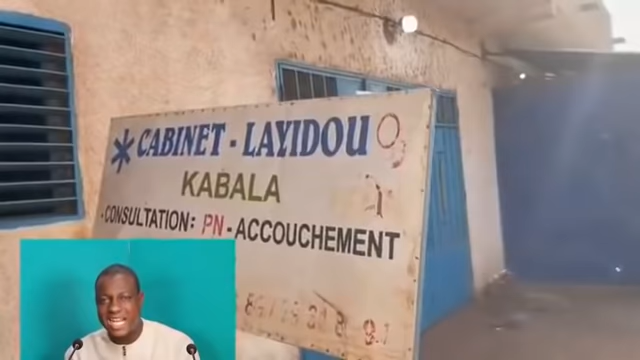 CABINET - LAYIDOU
KABALA
- CONSULTATION: PN - ACCOUCHEMENT